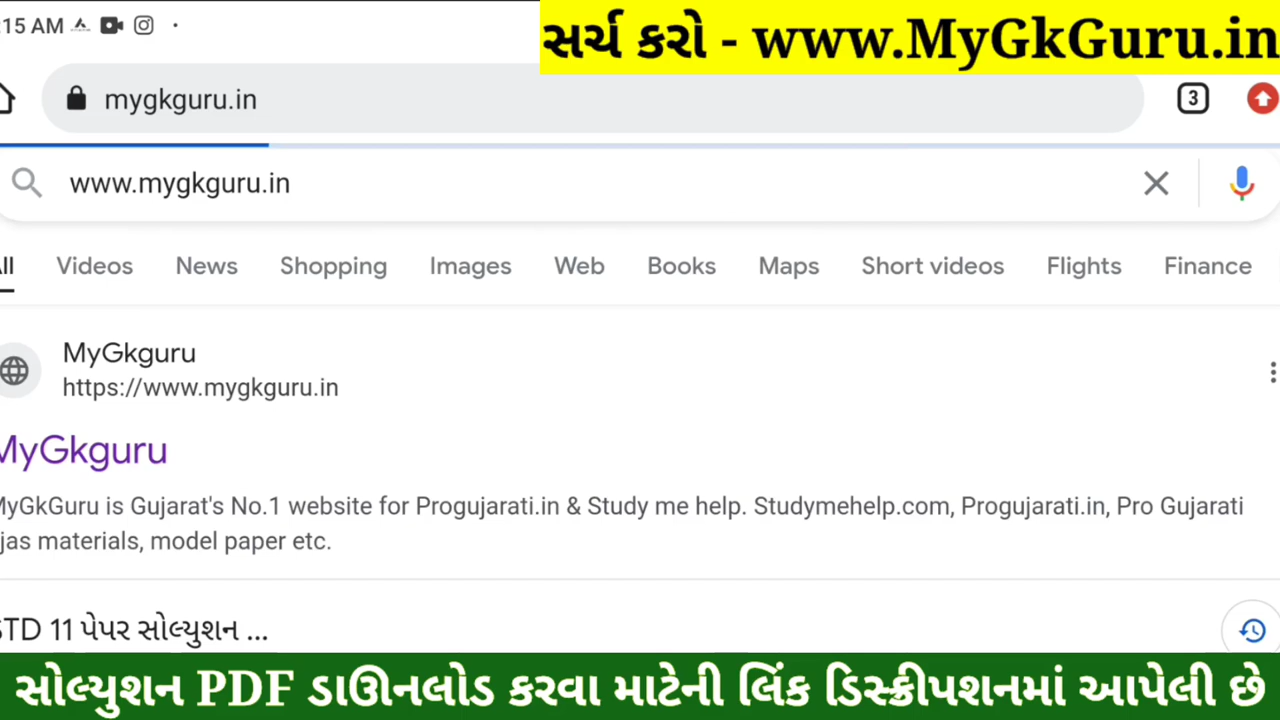 :15 AM
સર્ચ કરો - www.MyGkGuru.in
mygkguru.in
3
www.mygkguru.in
All Videos News Shopping Images Web Books Maps Short videos Flights Finance
MyGkguru
https://www.mygkguru.in
MyGkguru
MyGkGuru is Gujarat's No.1 website for Progujarati.in & Study me help. Studymehelp.com, Progujarati.in, Pro Gujarati
ojas materials, model paper etc.
STD 11 પેપર સોલ્યુશન ...
સોલ્યુશન PDF ડાઊનલોડ કરવા માટેની લિંક ડિસ્ક્રીપશનમાં આપેલી છે